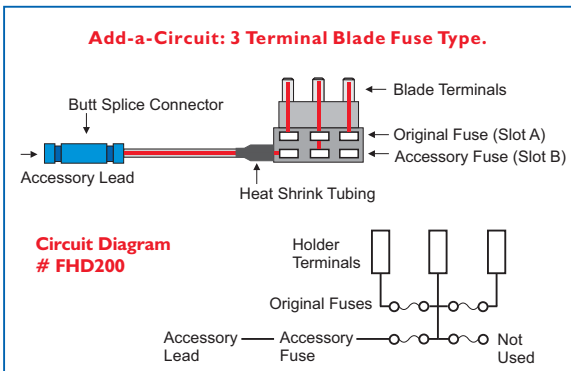 Add-a-Circuit: 3 Terminal Blade Fuse Type.
Blade Terminals
Butt Splice Connector
Original Fuse (Slot A)
Accessory Fuse (Slot B)
Accessory Lead
Heat Shrink Tubing
Circuit Diagram
# FHD200
Holder
Terminals
Original Fuses
Accessory
Lead
Accessory
Fuse
Not
Used